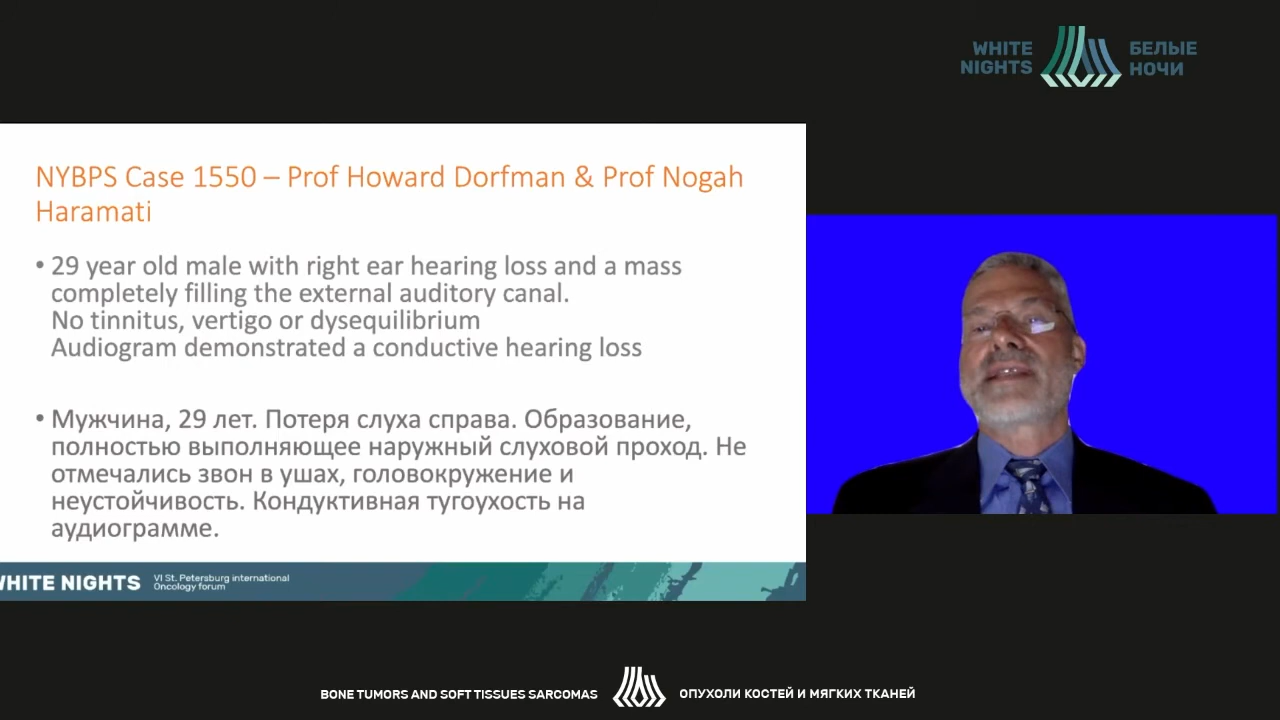 WHITE
NIGHTS
БЕЛЫЕ
НОЧИ
NYBPS Case 1550 – Prof Howard Dorfman & Prof Nogah
Haramati
• 29 year old male with right ear hearing loss and a mass
completely filling the external auditory canal.
No tinnitus, vertigo or dysequilibrium
Audiogram demonstrated a conductive hearing loss
• Мужчина, 29 лет. Потеря слуха справа. Образование,
полностью выполняющее наружный слуховой проход. Не
отмечались звон в ушах, головокружение и
неустойчивость. Кондуктивная тугоухость на
аудиограмме.
WHITE NIGHTS
VI St. Petersburg international
Oncology forum
BONE TUMORS AND SOFT TISSUES SARCOMAS
ОПУХОЛИ КОСТЕЙ И МЯГКИХ ТКАНЕЙ